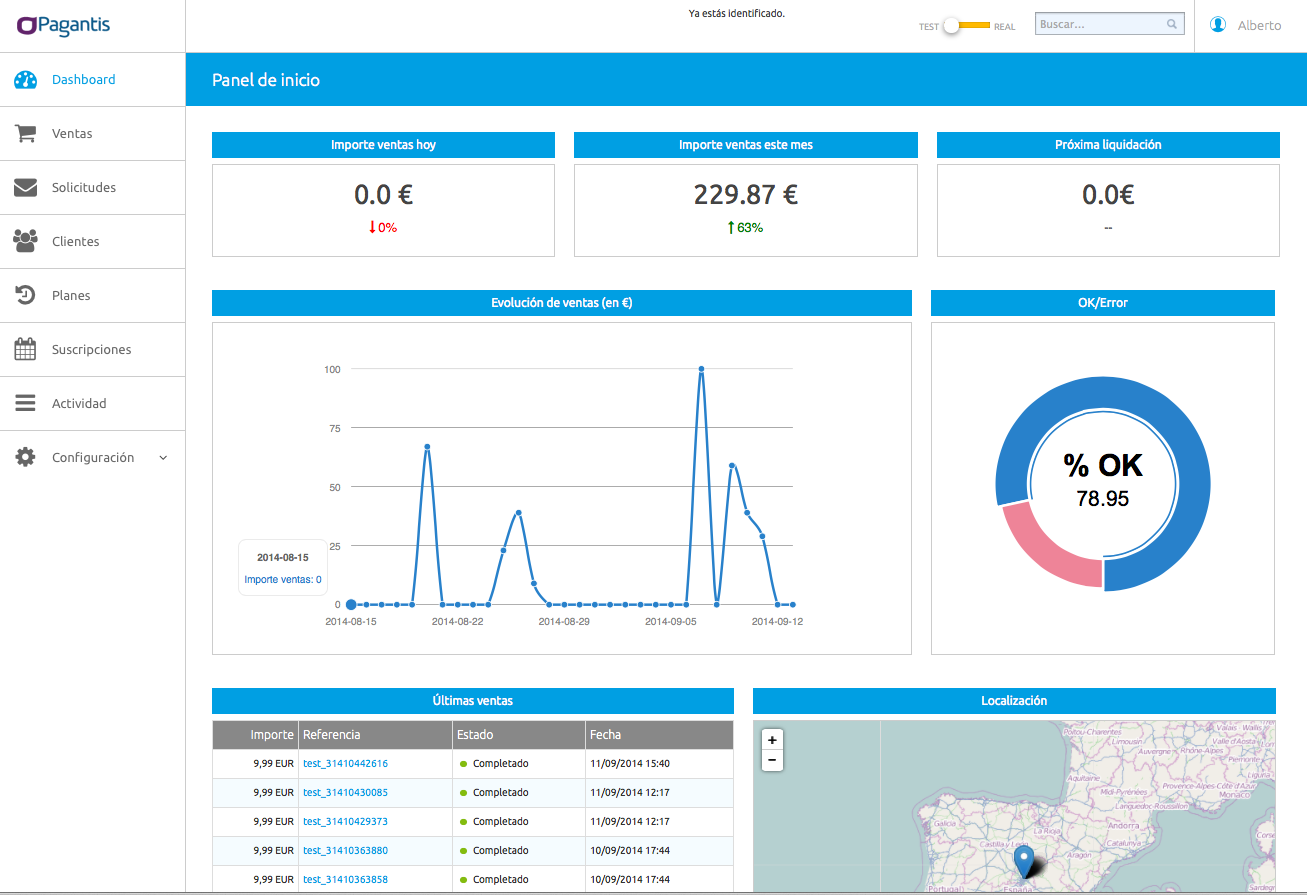 Pagantis
Ya estás identificado.
TEST REAL
Buscar...
Alberto
Dashboard
Ventas
Solicitudes
Clientes
Planes
Suscripciones
Actividad
Configuración
Panel de inicio
Importe ventas hoy
0.0 €
↓0%
Importe ventas este mes
229.87 €
↑63%
Próxima liquidación
0.0€
--
Evolución de ventas (en €)
100
75
50
25
0
2014-08-15
Importe ventas: 0
2014-08-15 2014-08-22 2014-08-29 2014-09-05 2014-09-12
OK/Error
% OK
78.95
Últimas ventas
Importe Referencia Estado Fecha
9,99 EUR test_31410442616 Completado 11/09/2014 15:40
9,99 EUR test_31410430085 Completado 11/09/2014 12:17
9,99 EUR test_31410429373 Completado 11/09/2014 12:17
9,99 EUR test_31410363880 Completado 10/09/2014 17:44
9,99 EUR test_31410363858 Completado 10/09/2014 17:44
Localización
+
−
Poitou-Charentes
Limousin
Auvergne
Rhône-Alpes
Valais - Wallis
Valle d'Aosta
Piemonte
Liguria
Aquitaine
Midi-Pyrénées
Provence-Alpes-Côte d'Azur
Monaco
Languedoc-Roussillon
Galicia
La Rioja
Andorra
Castilla y León
Catalunya
Aragón
Portugal
España